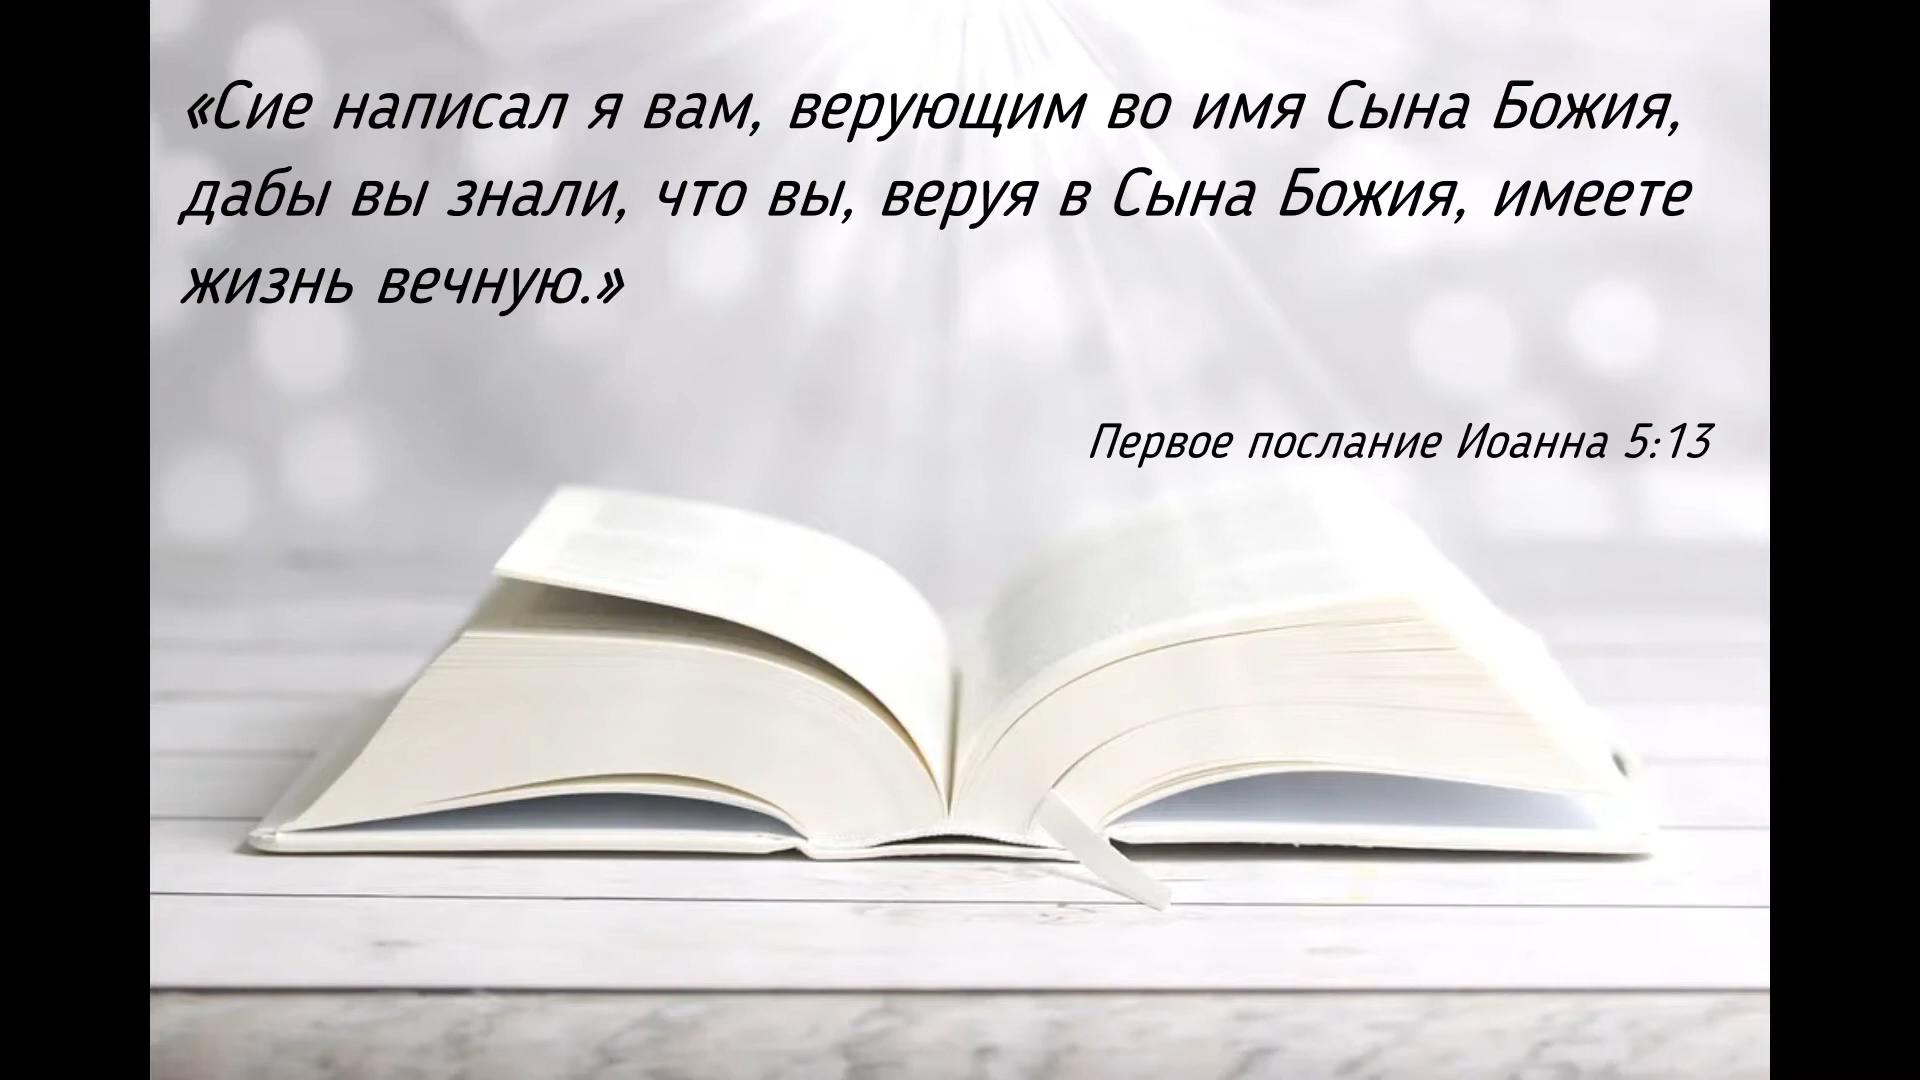 «Сие написал я вам, верующим во имя Сына Божия,
дабы вы знали, что вы, веруя в Сына Божия, имеете
жизнь вечную.»
Первое послание Иоанна 5:13